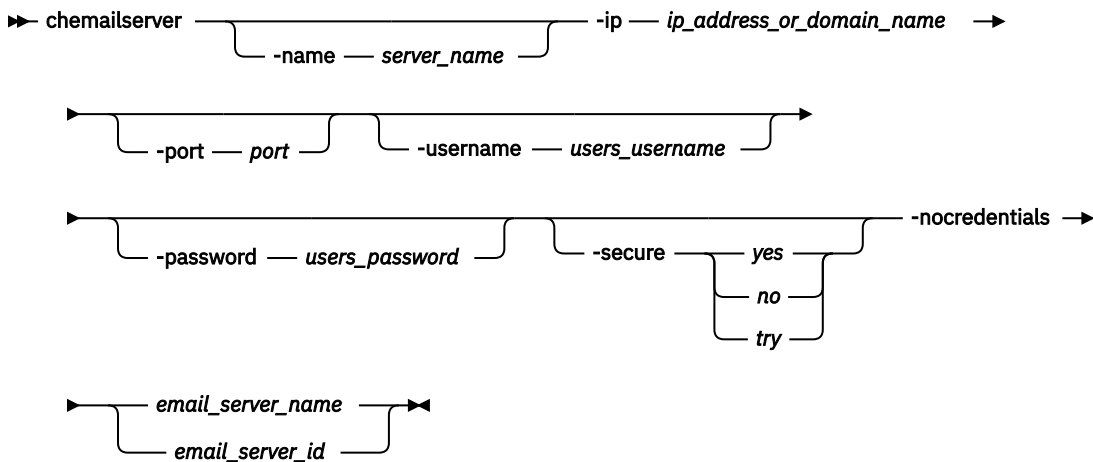 chemailserver -ip ip_address_or_domain_name
-name server_name
-port port -username users_username
-nocredentials
-password users_password -secure yes
no
try
email_server_name
email_server_id